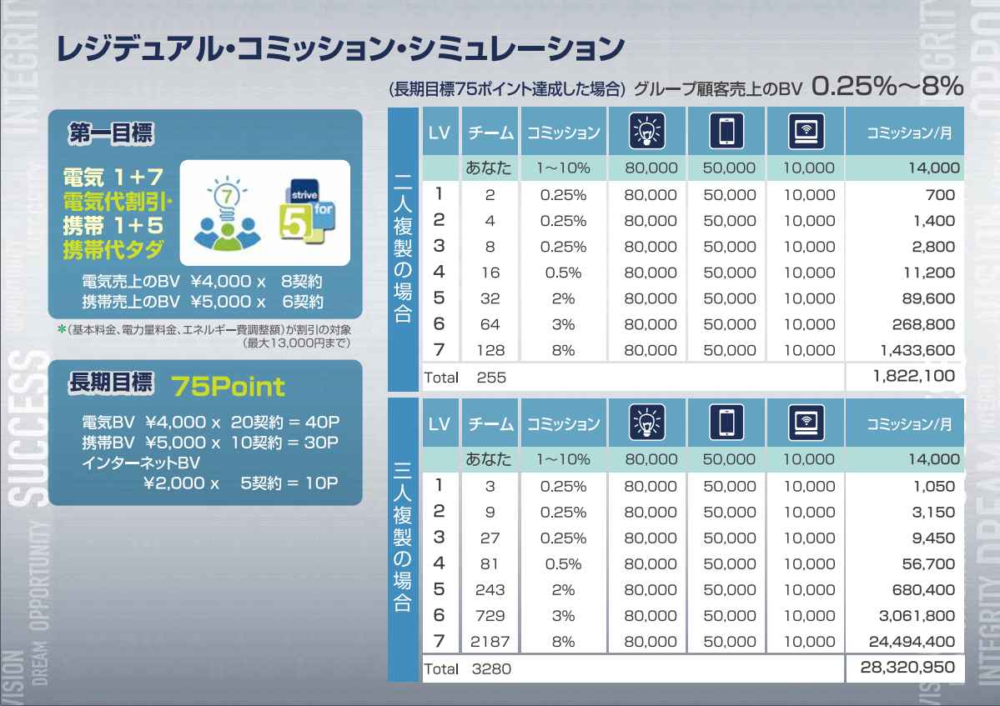 レジデュアル・コミッション・シミュレーション
(長期目標75ポイント達成した場合) グループ顧客売上のBV 0.25%〜8%
第一目標
電気 1+7
電気代割引*
携帯 1+5
携帯代タダ
7
strive
5
for
電気売上のBV ¥4,000 x 8契約
携帯売上のBV ¥5,000 x 6契約
*(基本料金、電力量料金、エネルギー費調整額)が割引の対象
(最大13,000円まで)
長期目標 75Point
電気BV ¥4,000 x 20契約 = 40P
携帯BV ¥5,000 x 10契約 = 30P
インターネットBV
¥2,000 x 5契約 = 10P
二人複製の場合
LV チーム コミッション コミッション/月
あなた 1〜10% 80,000 50,000 10,000 14,000
1 2 0.25% 80,000 50,000 10,000 700
2 4 0.25% 80,000 50,000 10,000 1,400
3 8 0.25% 80,000 50,000 10,000 2,800
4 16 0.5% 80,000 50,000 10,000 11,200
5 32 2% 80,000 50,000 10,000 89,600
6 64 3% 80,000 50,000 10,000 268,800
7 128 8% 80,000 50,000 10,000 1,433,600
Total 255 1,822,100
三人複製の場合
LV チーム コミッション コミッション/月
あなた 1〜10% 80,000 50,000 10,000 14,000
1 3 0.25% 80,000 50,000 10,000 1,050
2 9 0.25% 80,000 50,000 10,000 3,150
3 27 0.25% 80,000 50,000 10,000 9,450
4 81 0.5% 80,000 50,000 10,000 56,700
5 243 2% 80,000 50,000 10,000 680,400
6 729 3% 80,000 50,000 10,000 3,061,800
7 2187 8% 80,000 50,000 10,000 24,494,400
Total 3280 28,320,950
INTEGRITY
OPPORTUNITY
INTEGRITY
SUCCESS
OPPORTUNITY
DREAM
VISION
INTEGRITY
INTEGRITY
DREAM
INTEGRITY